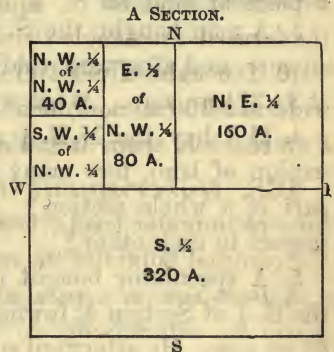 A SECTION.
N
N. W. ¼
of
N. W. ¼
40 A.
E. ½
of
N. W. ¼
80 A.
N. E. ¼
160 A.
S. W. ¼
of
N. W. ¼
W
S. ½
320 A.
S